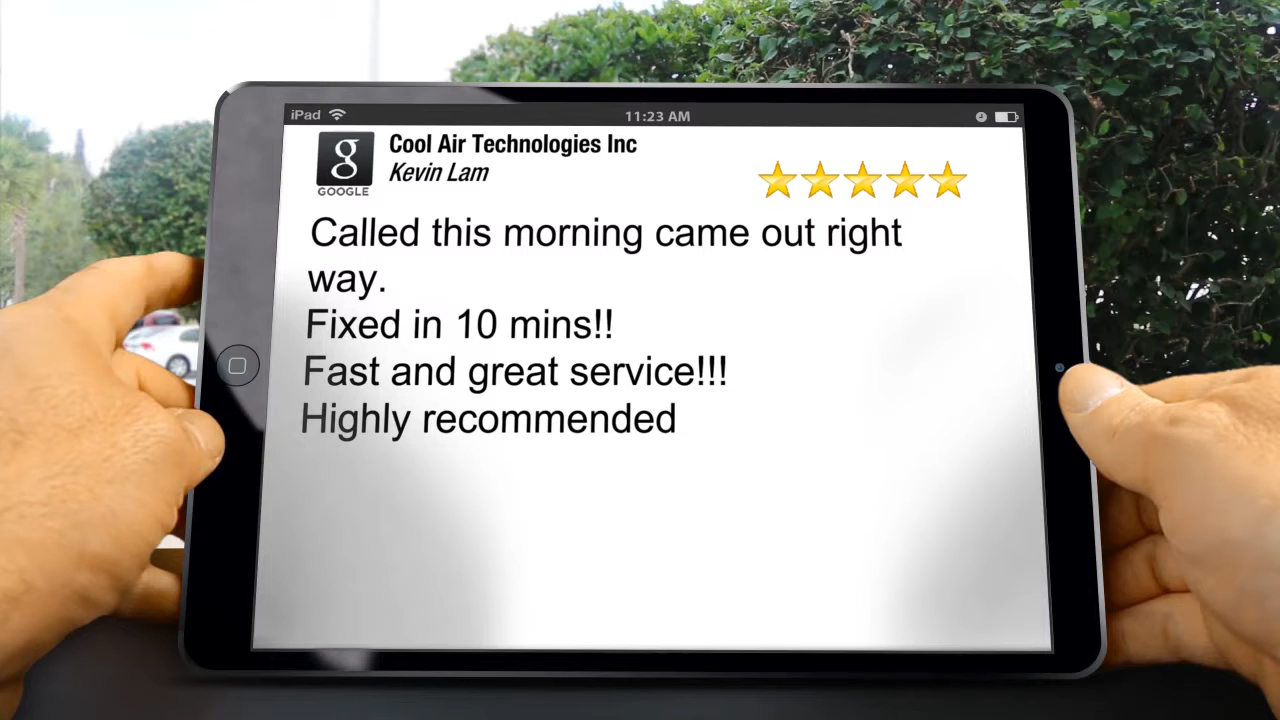 iPad 11:23 AM
g
GOOGLE
Cool Air Technologies Inc
Kevin Lam
Called this morning came out right
way.
Fixed in 10 mins!!
Fast and great service!!!
Highly recommended